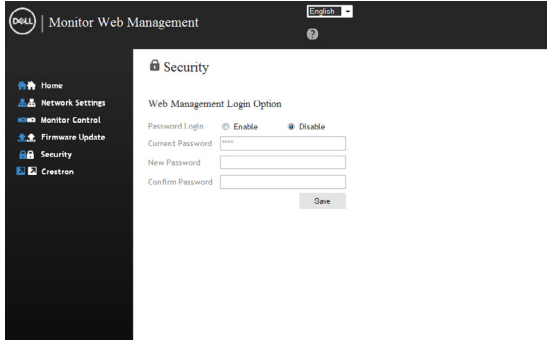 DELL
Monitor Web Management
English
?
Home
Network Settings
Monitor Control
Firmware Update
Security
Crestron
Security
Web Management Login Option
Password Login Enable Disable
Current Password ****
New Password
Confirm Password
Save